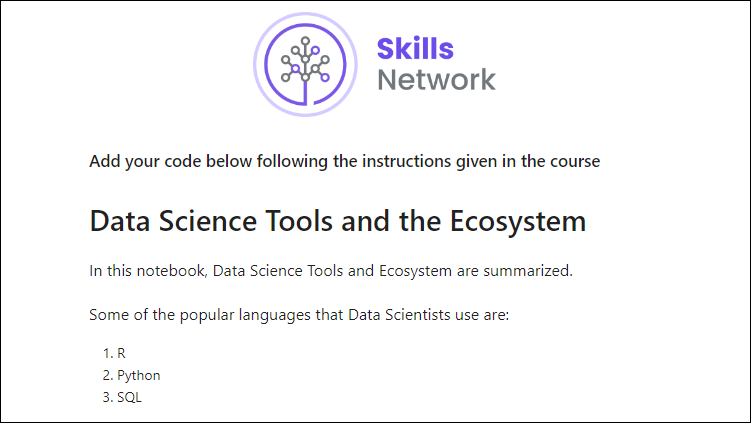 Skills
Network
Add your code below following the instructions given in the course
Data Science Tools and the Ecosystem
In this notebook, Data Science Tools and Ecosystem are summarized.
Some of the popular languages that Data Scientists use are:
1. R
2. Python
3. SQL